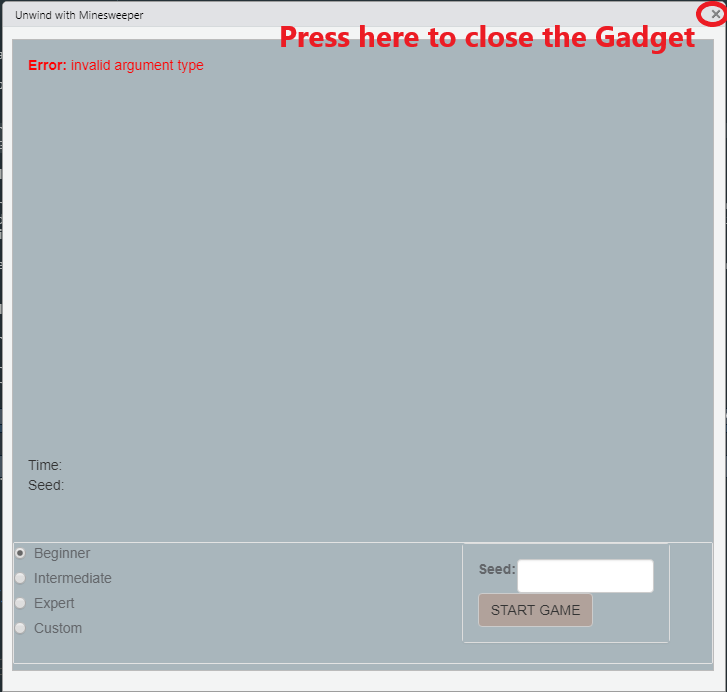 Unwind with Minesweeper
Press here to close the Gadget
Error: invalid argument type
Time:
Seed:
Beginner
Intermediate
Expert
Custom
Seed:
START GAME